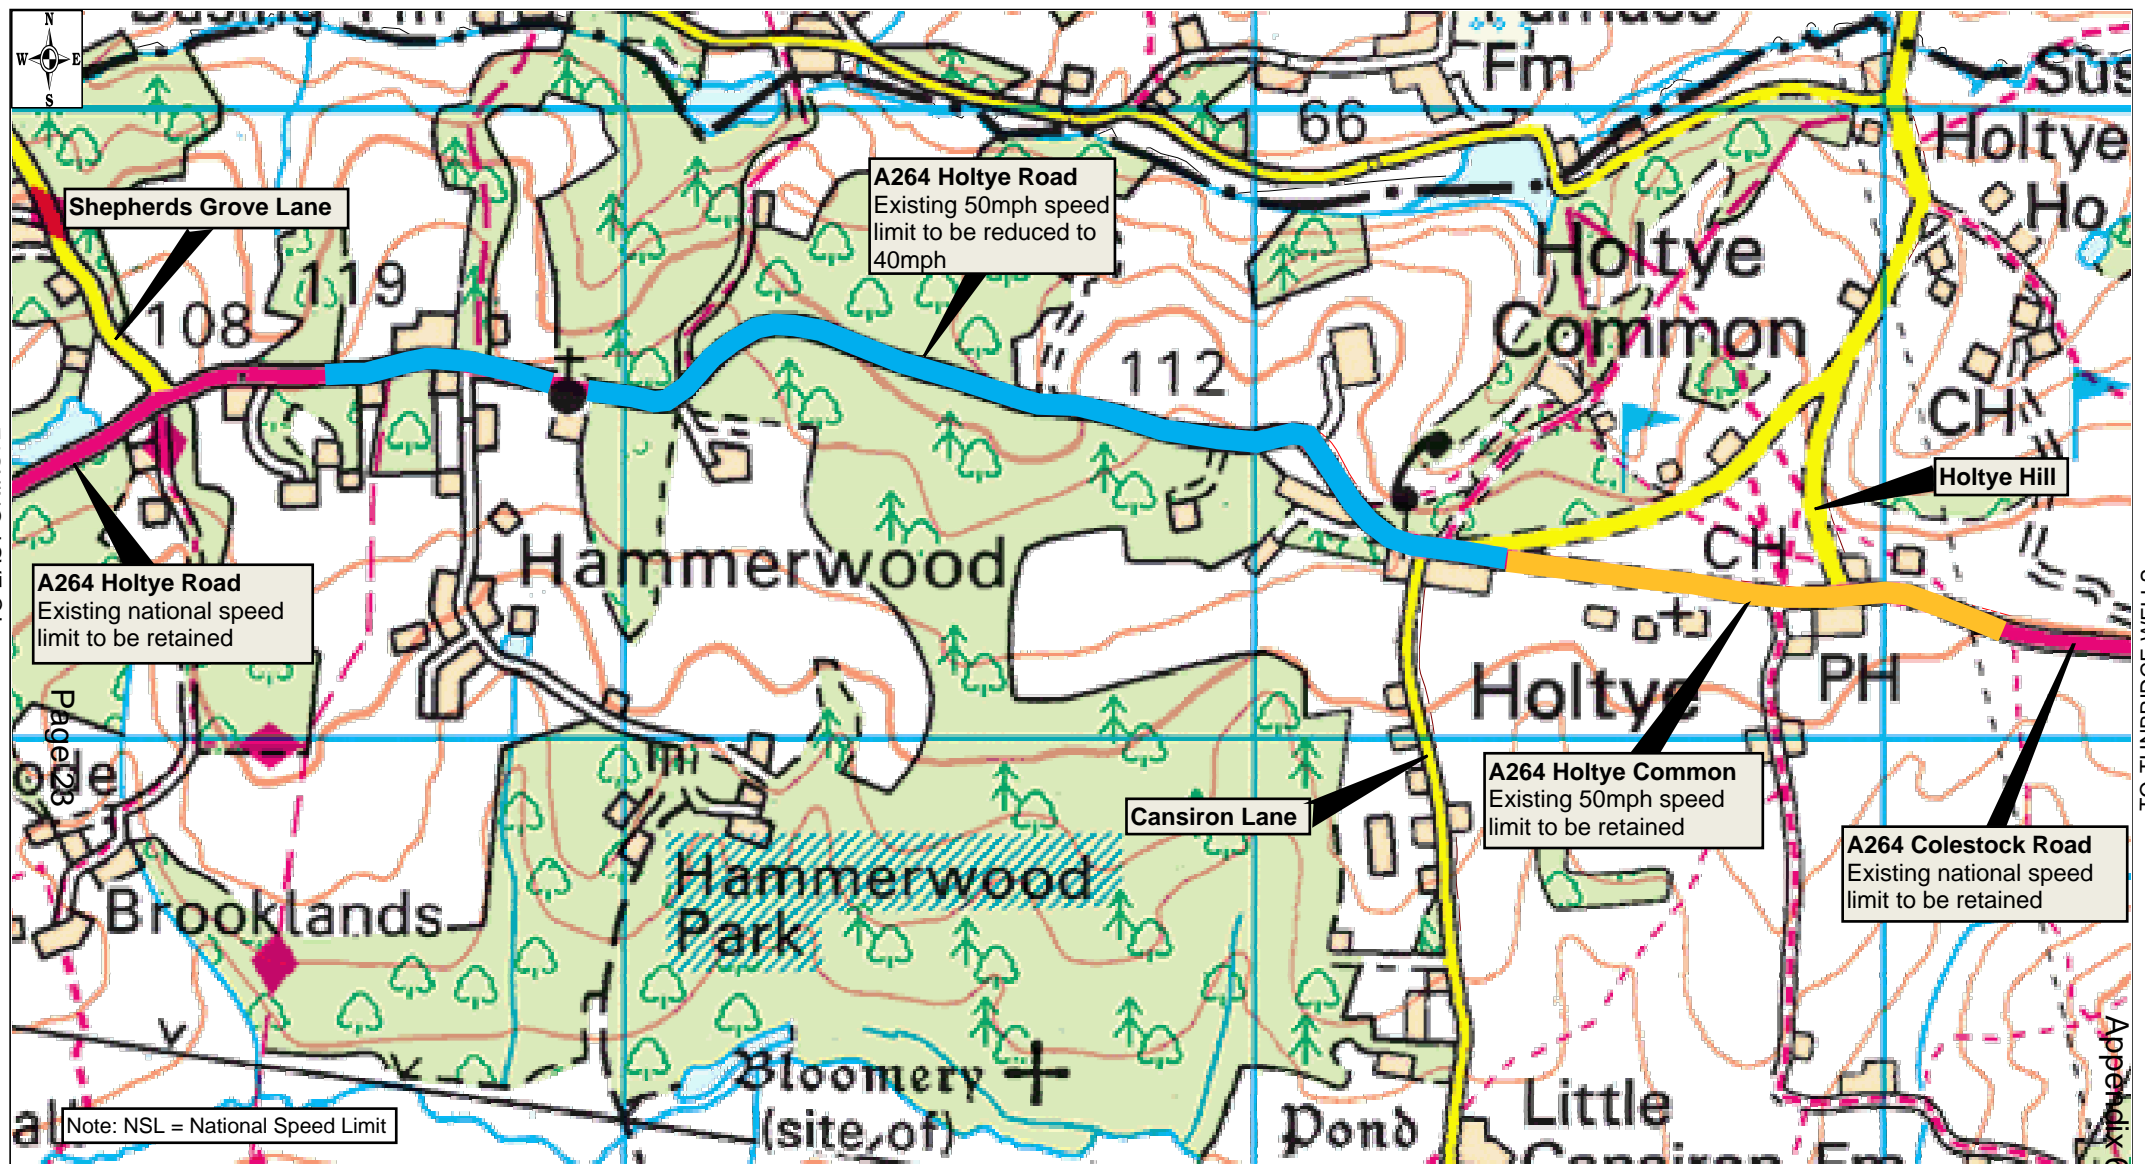 N
W E
S
Fm
66
Holtye
Ho
Shepherds Grove Lane
A264 Holtye Road
Existing 50mph speed
limit to be reduced to
40mph
119
108
112
Holtye
Common
CH
Holtye Hill
CH
Hammerwood
A264 Holtye Road
Existing national speed
limit to be retained
Holtye
PH
Page 23
Cansiron Lane
A264 Holtye Common
Existing 50mph speed
limit to be retained
A264 Colestock Road
Existing national speed
limit to be retained
Hammerwood
Park
Brooklands
Bloomery
(site of)
Pond
Little
Note: NSL = National Speed Limit
Appendix